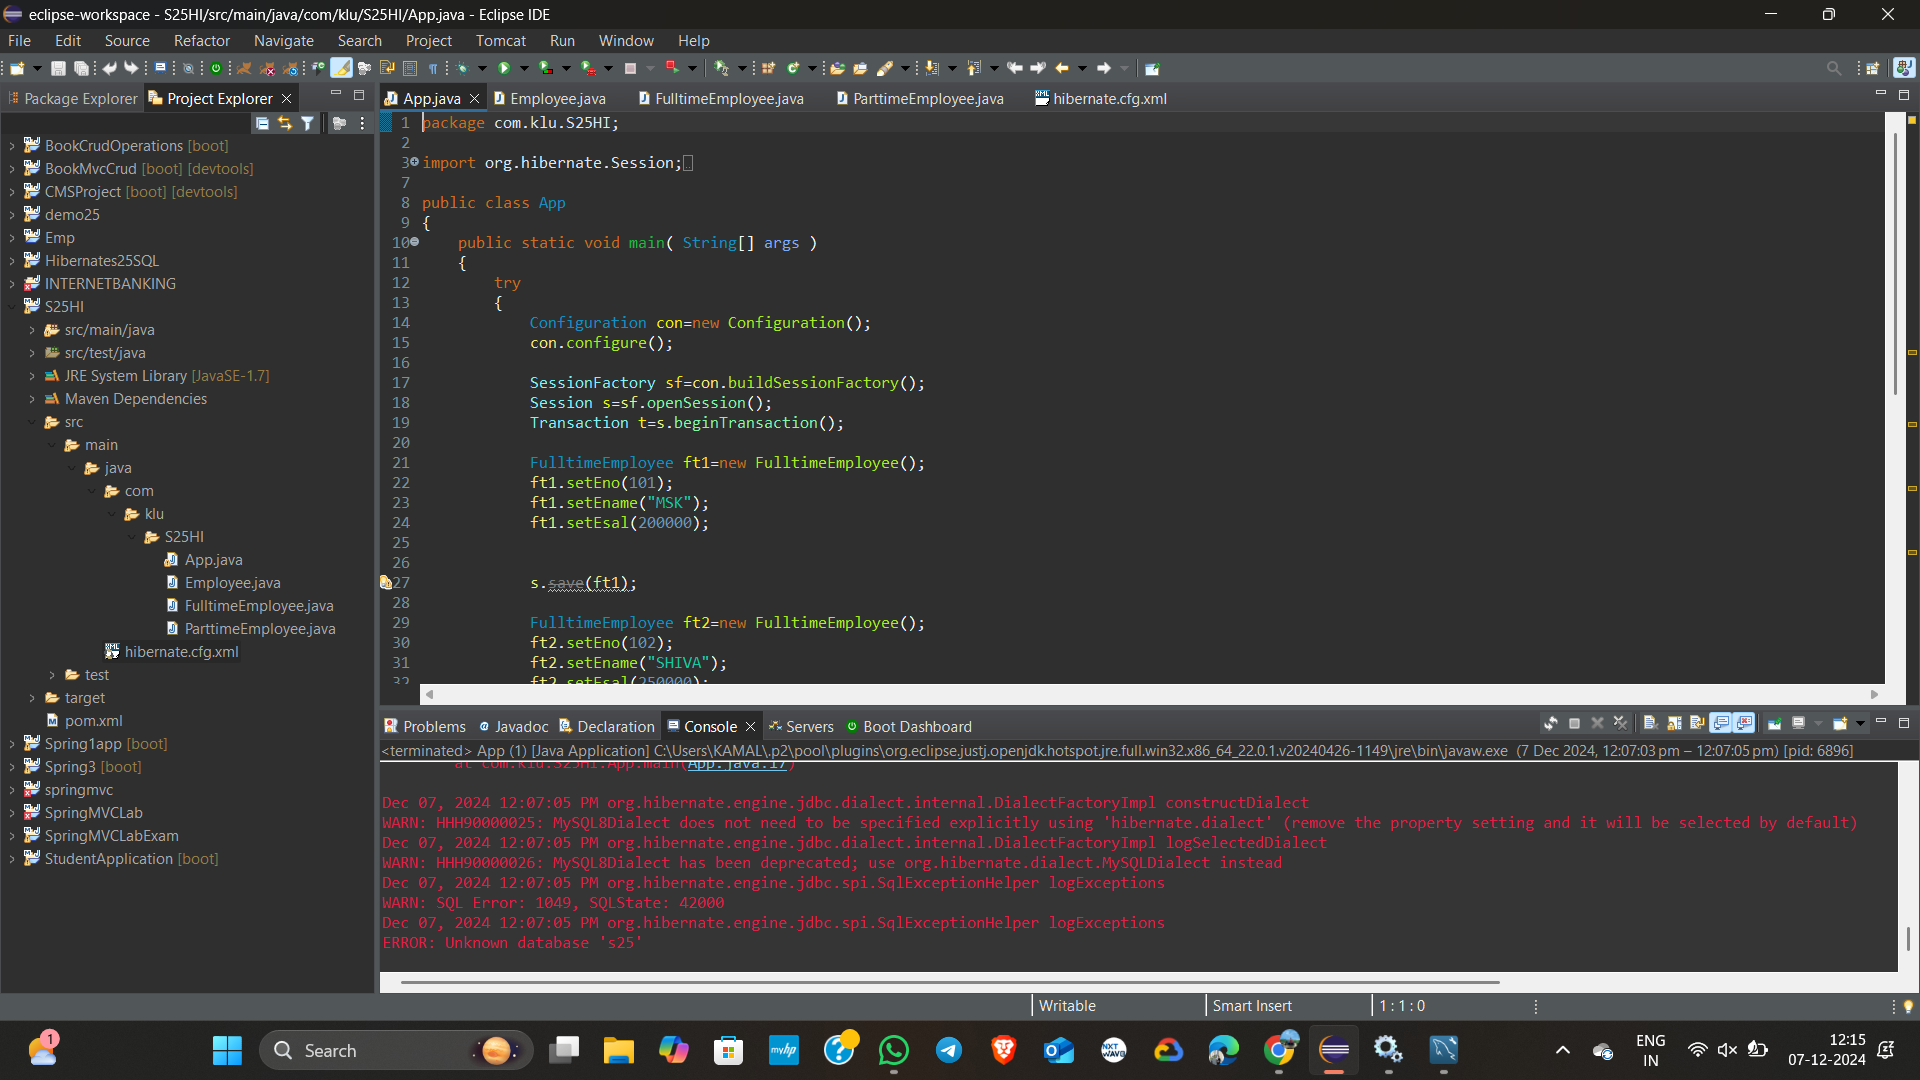 eclipse-workspace - S25HI/src/main/java/com/klu/S25HI/App.java - Eclipse IDE
File Edit Source Refactor Navigate Search Project Tomcat Run Window Help
Package Explorer Project Explorer
App.java Employee.java FulltimeEmployee.java ParttimeEmployee.java hibernate.cfg.xml
BookCrudOperations [boot]
BookMvcCrud [boot] [devtools]
CMSProject [boot] [devtools]
demo25
Emp
Hibernates25SQL
INTERNETBANKING
S25HI
src/main/java
src/test/java
JRE System Library [JavaSE-1.7]
Maven Dependencies
src
main
java
com
klu
S25HI
App.java
Employee.java
FulltimeEmployee.java
ParttimeEmployee.java
hibernate.cfg.xml
test
target
pom.xml
Spring1app [boot]
Spring3 [boot]
springmvc
SpringMVCLab
SpringMVCLabExam
StudentApplication [boot]
1 package com.klu.S25HI;
2
3 import org.hibernate.Session;
7
8 public class App
9 {
10 public static void main( String[] args )
11 {
12 try
13 {
14 Configuration con=new Configuration();
15 con.configure();
16
17 SessionFactory sf=con.buildSessionFactory();
18 Session s=sf.openSession();
19 Transaction t=s.beginTransaction();
20
21 FulltimeEmployee ft1=new FulltimeEmployee();
22 ft1.setEno(101);
23 ft1.setEname("MSK");
24 ft1.setEsal(200000);
25
26
27 s.save(ft1);
28
29 FulltimeEmployee ft2=new FulltimeEmployee();
30 ft2.setEno(102);
31 ft2.setEname("SHIVA");
32 ft2.setEsal(250000);
Problems Javadoc Declaration Console Servers Boot Dashboard
<terminated> App (1) [Java Application] C:\Users\KAMAL\.p2\pool\plugins\org.eclipse.justj.openjdk.hotspot.jre.full.win32.x86_64_22.0.1.v20240426-1149\jre\bin\javaw.exe (7 Dec 2024, 12:07:03 pm – 12:07:05 pm) [pid: 6896]
at com.klu.S25HI.App.main(App.java:17)
Dec 07, 2024 12:07:05 PM org.hibernate.engine.jdbc.dialect.internal.DialectFactoryImpl constructDialect
WARN: HHH90000025: MySQL8Dialect does not need to be specified explicitly using 'hibernate.dialect' (remove the property setting and it will be selected by default)
Dec 07, 2024 12:07:05 PM org.hibernate.engine.jdbc.dialect.internal.DialectFactoryImpl logSelectedDialect
WARN: HHH90000026: MySQL8Dialect has been deprecated; use org.hibernate.dialect.MySQLDialect instead
Dec 07, 2024 12:07:05 PM org.hibernate.engine.jdbc.spi.SqlExceptionHelper logExceptions
WARN: SQL Error: 1049, SQLState: 42000
Dec 07, 2024 12:07:05 PM org.hibernate.engine.jdbc.spi.SqlExceptionHelper logExceptions
ERROR: Unknown database 's25'
Writable Smart Insert 1 : 1 : 0
1
Search
myhp
NXT WAVE
ENG
IN
12:15
07-12-2024